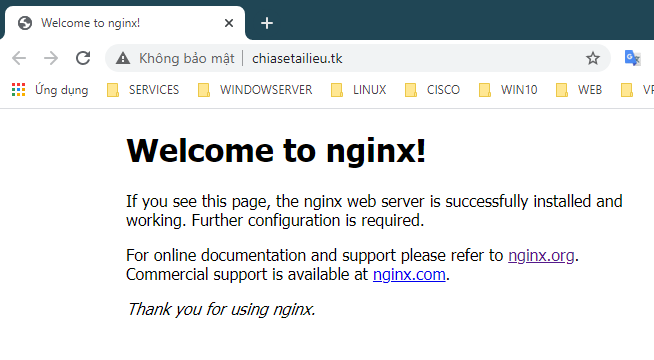 Welcome to nginx!
Không bảo mật | chiasetailieu.tk
Ứng dụng SERVICES WINDOWSERVER LINUX CISCO WIN10 WEB VP
Welcome to nginx!
If you see this page, the nginx web server is successfully installed and
working. Further configuration is required.
For online documentation and support please refer to nginx.org.
Commercial support is available at nginx.com.
Thank you for using nginx.